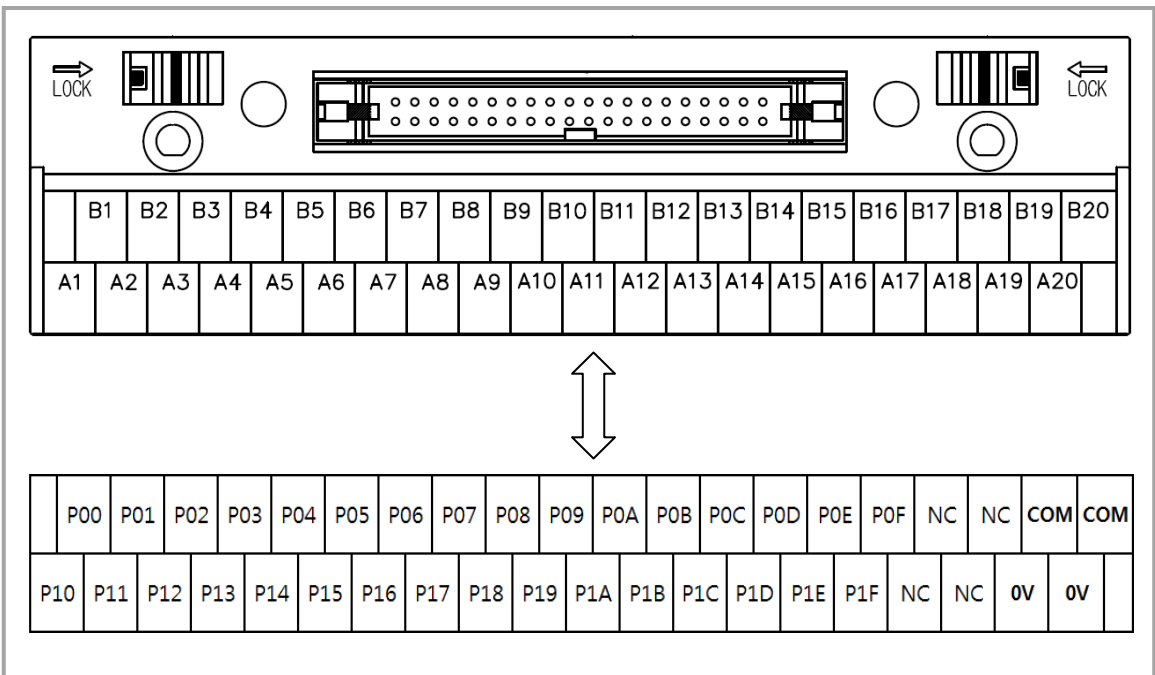 LOCK LOCK
B1 B2 B3 B4 B5 B6 B7 B8 B9 B10 B11 B12 B13 B14 B15 B16 B17 B18 B19 B20
A1 A2 A3 A4 A5 A6 A7 A8 A9 A10 A11 A12 A13 A14 A15 A16 A17 A18 A19 A20
P00 P01 P02 P03 P04 P05 P06 P07 P08 P09 P0A P0B P0C P0D P0E P0F NC NC COM COM
P10 P11 P12 P13 P14 P15 P16 P17 P18 P19 P1A P1B P1C P1D P1E P1F NC NC 0V 0V